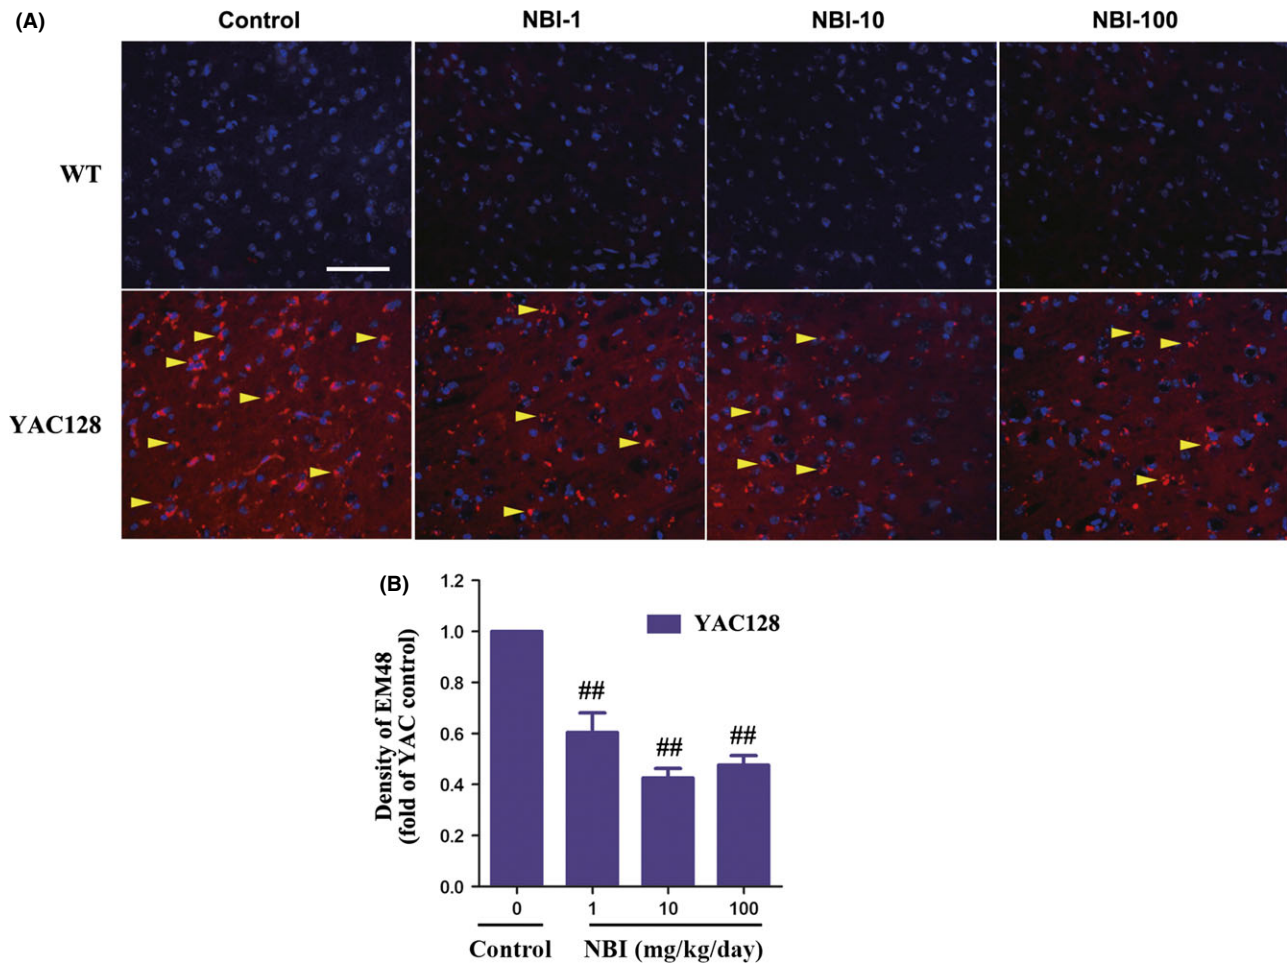 (A)
Control NBI-1 NBI-10 NBI-100
WT
YAC128
(B)
Density of EM48
(fold of YAC control)
1.2
1.0
0.8
0.6
0.4
0.2
0.0
YAC128
##
##
##
0 1 10 100
Control NBI (mg/kg/day)